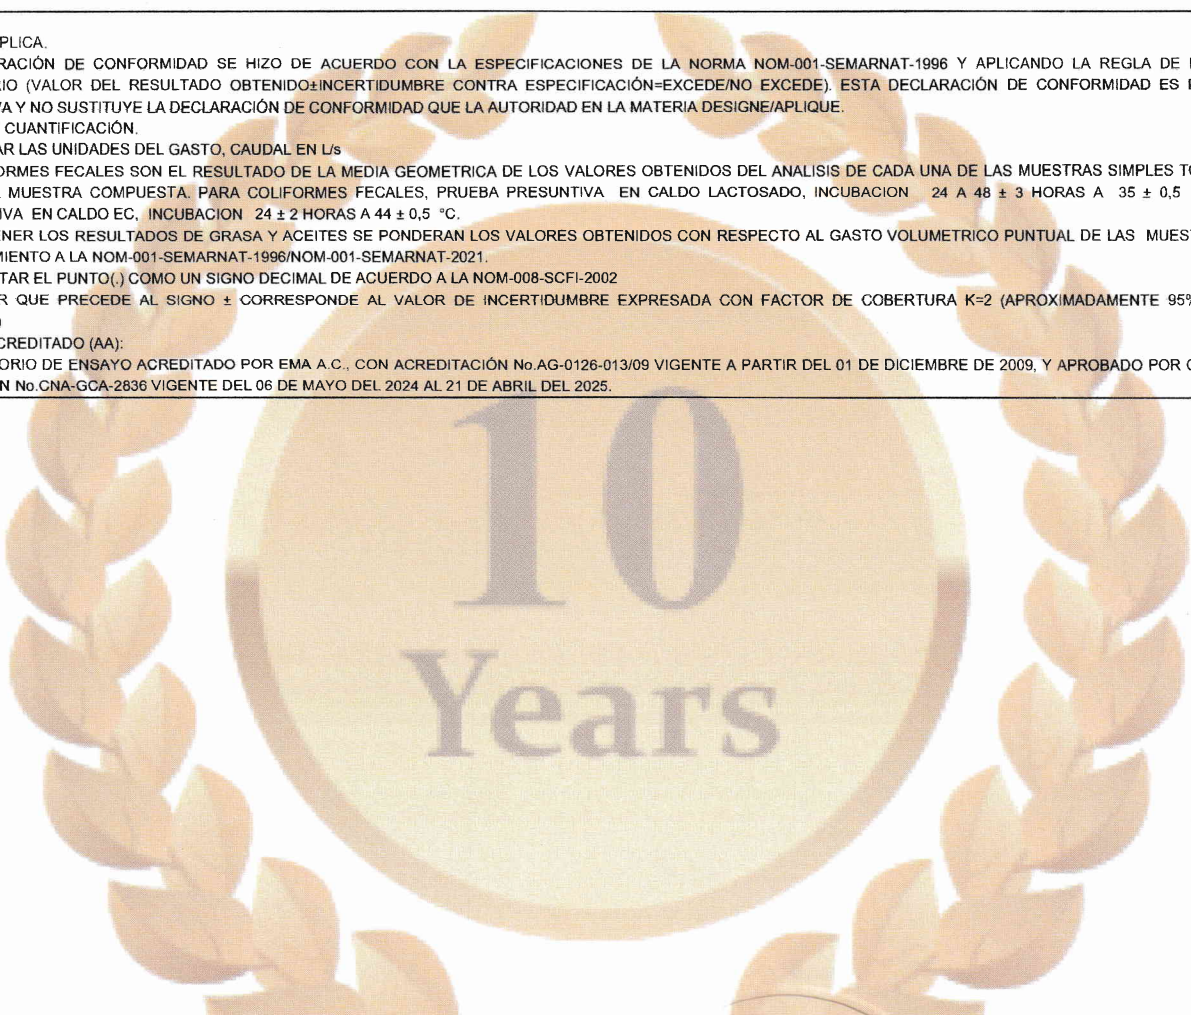 PLICA.
RACIÓN DE CONFORMIDAD SE HIZO DE ACUERDO CON LA ESPECIFICACIONES DE LA NORMA NOM-001-SEMARNAT-1996 Y APLICANDO LA REGLA DE
IO (VALOR DEL RESULTADO OBTENIDO±INCERTIDUMBRE CONTRA ESPECIFICACIÓN=EXCEDE/NO EXCEDE). ESTA DECLARACIÓN DE CONFORMIDAD ES
VA Y NO SUSTITUYE LA DECLARACIÓN DE CONFORMIDAD QUE LA AUTORIDAD EN LA MATERIA DESIGNE/APLIQUE.
CUANTIFICACIÓN.
AR LAS UNIDADES DEL GASTO, CAUDAL EN L/s
ORMES FECALES SON EL RESULTADO DE LA MEDIA GEOMETRICA DE LOS VALORES OBTENIDOS DEL ANALISIS DE CADA UNA DE LAS MUESTRAS SIMPLES TO
MUESTRA COMPUESTA. PARA COLIFORMES FECALES, PRUEBA PRESUNTIVA EN CALDO LACTOSADO, INCUBACION 24 A 48 ± 3 HORAS A 35 ± 0,5
IVA EN CALDO EC, INCUBACION 24 ± 2 HORAS A 44 ± 0,5 °C.
ENER LOS RESULTADOS DE GRASA Y ACEITES SE PONDERAN LOS VALORES OBTENIDOS CON RESPECTO AL GASTO VOLUMETRICO PUNTUAL DE LAS MUEST
MIENTO A LA NOM-001-SEMARNAT-1996/NOM-001-SEMARNAT-2021.
TAR EL PUNTO(.) COMO UN SIGNO DECIMAL DE ACUERDO A LA NOM-008-SCFI-2002
R QUE PRECEDE AL SIGNO ± CORRESPONDE AL VALOR DE INCERTIDUMBRE EXPRESADA CON FACTOR DE COBERTURA K=2 (APROXIMADAMENTE 95%
)
CREDITADO (AA):
ORIO DE ENSAYO ACREDITADO POR EMA A.C., CON ACREDITACIÓN No.AG-0126-013/09 VIGENTE A PARTIR DEL 01 DE DICIEMBRE DE 2009, Y APROBADO POR
N No.CNA-GCA-2836 VIGENTE DEL 06 DE MAYO DEL 2024 AL 21 DE ABRIL DEL 2025.
10
Years